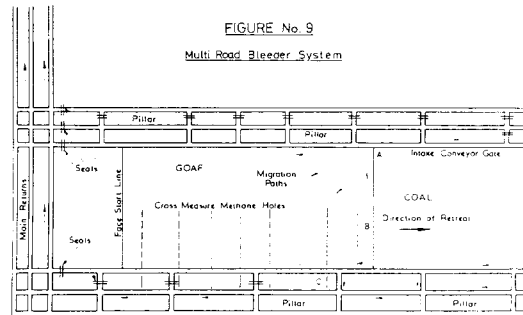 FIGURE No. 9
Multi Road Bleeder System
Pillar
Pillar
A
Intake Conveyor Gate
Seals
GOAF
Migration
Paths
COAL
Face Start Line
Main Returns
Cross Measure Methane Holes
Direction of Retreat
B
Seals
Pillar
Pillar